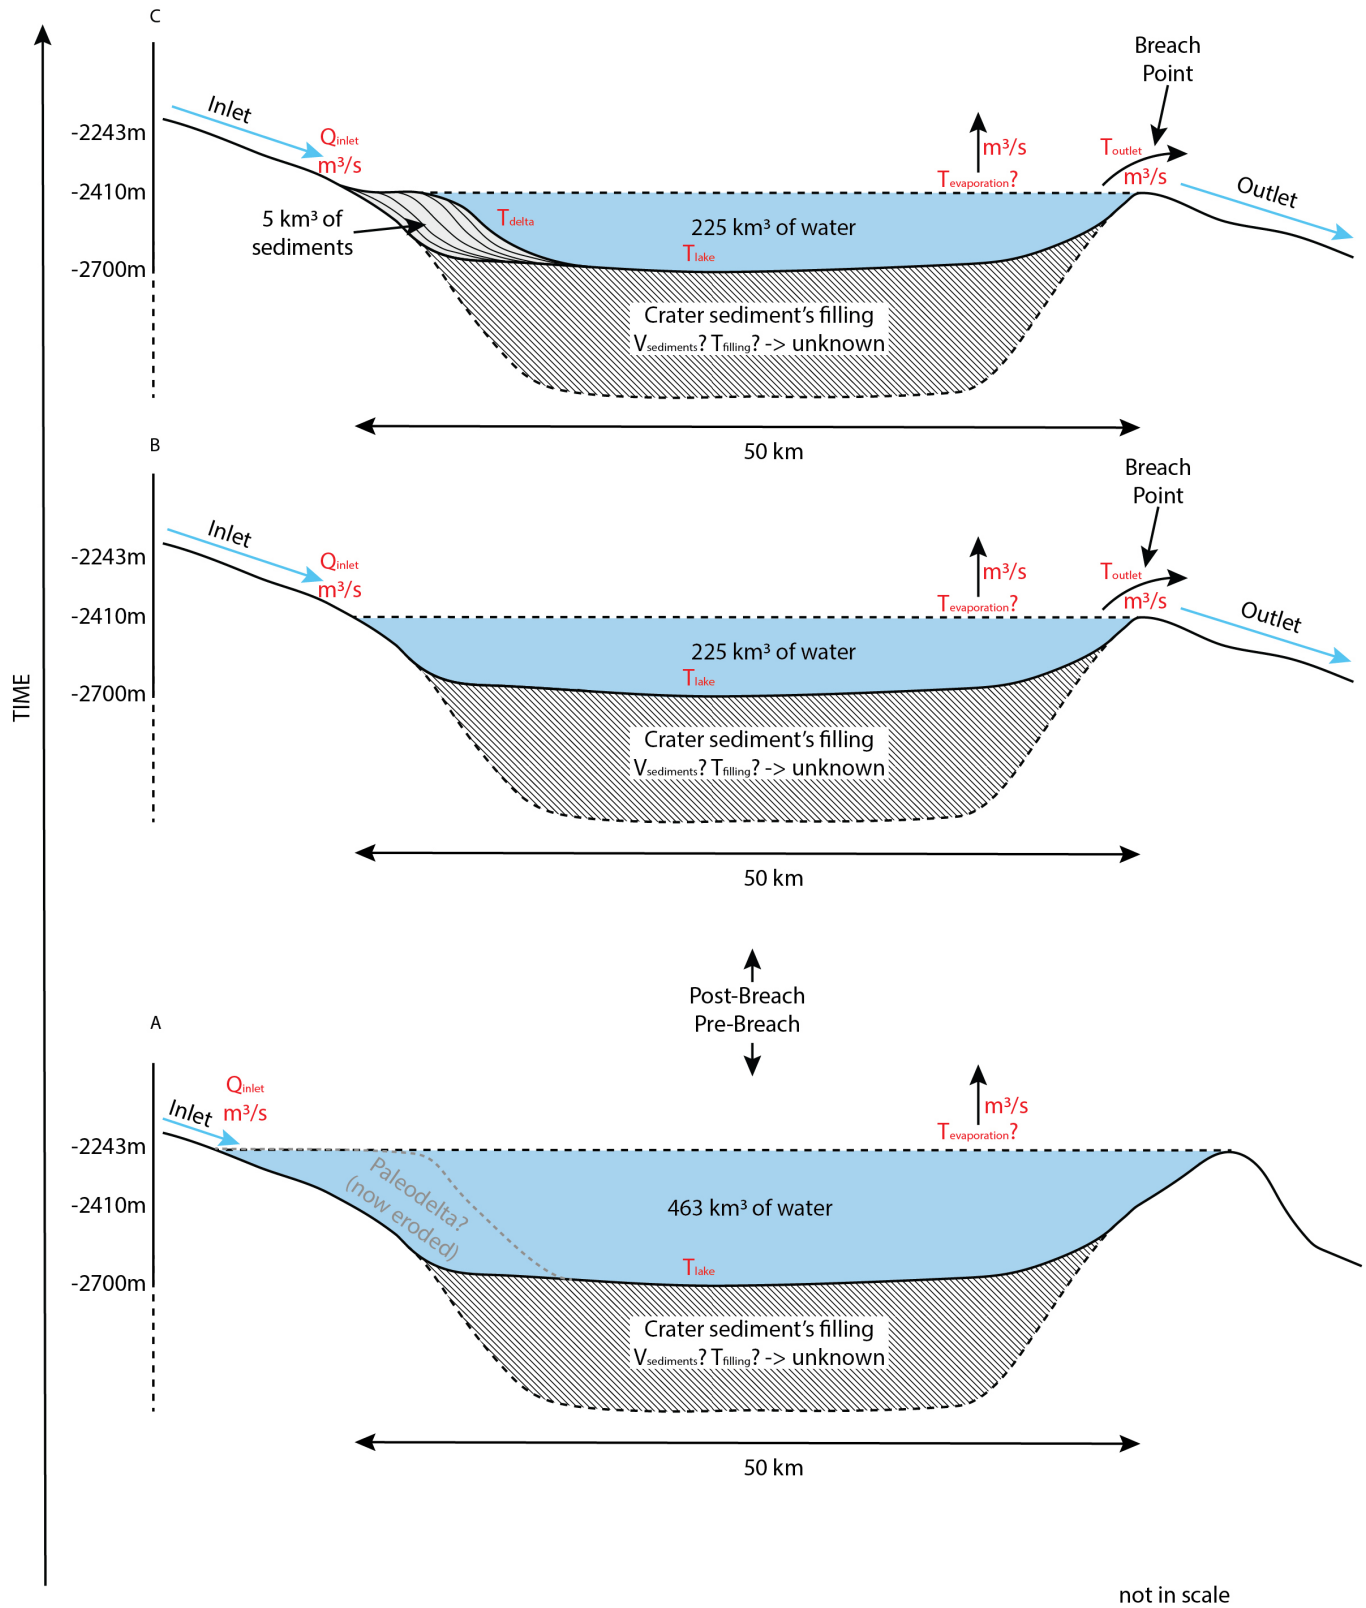 C
Breach
Point
Inlet
-2243m
Qinlet
m³/s
m³/s
Toutlet
-2410m
Tevaporation?
m³/s
Outlet
5 km³ of
sediments
Tdelta
225 km³ of water
Tlake
-2700m
Crater sediment's filling
Vsediments? Tfilling? -> unknown
50 km
B
Breach
Point
Inlet
-2243m
Qinlet
m³/s
m³/s
Toutlet
-2410m
Tevaporation?
m³/s
Outlet
225 km³ of water
Tlake
-2700m
TIME
Crater sediment's filling
Vsediments? Tfilling? -> unknown
50 km
Post-Breach
Pre-Breach
A
Qinlet
m³/s
Inlet
m³/s
Tevaporation?
-2243m
Paleodelta?
(now eroded)
-2410m
463 km³ of water
Tlake
-2700m
Crater sediment's filling
Vsediments? Tfilling? -> unknown
50 km
not in scale